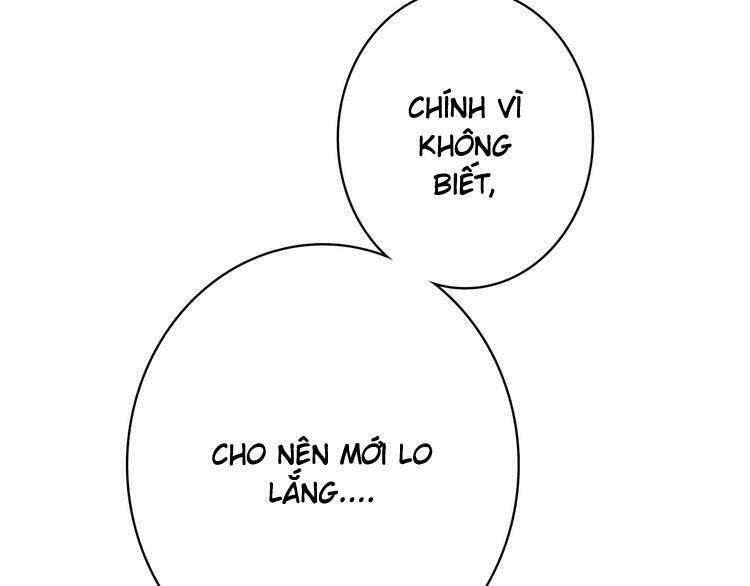 CHÍNH VÌ
KHÔNG
BIẾT,
CHO NÊN MỚI LO
LẮNG....